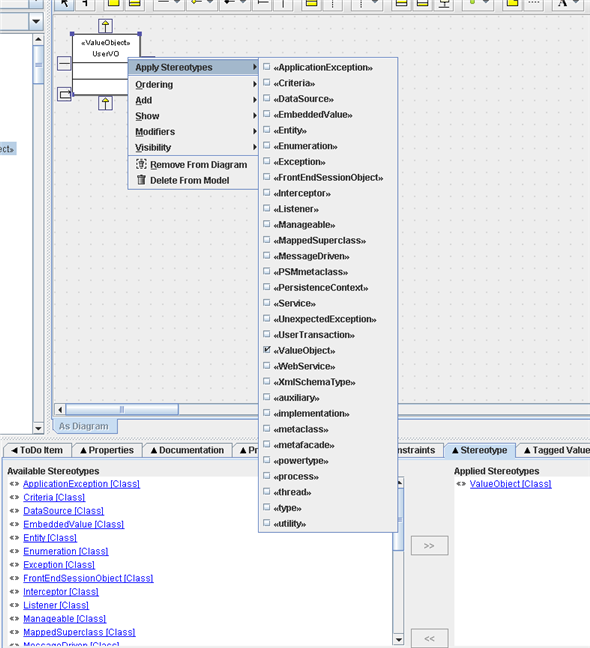 «ValueObject»
UserVO
Apply Stereotypes
Ordering
Add
Show
Modifiers
Visibility
Remove From Diagram
Delete From Model
«ApplicationException»
«Criteria»
«DataSource»
«EmbeddedValue»
«Entity»
«Enumeration»
«Exception»
«FrontEndSessionObject»
«Interceptor»
«Listener»
«Manageable»
«MappedSuperclass»
«MessageDriven»
«PSMmetaclass»
«PersistenceContext»
«Service»
«UnexpectedException»
«UserTransaction»
«ValueObject»
«WebService»
«XmlSchemaType»
«auxiliary»
«implementation»
«metaclass»
«metafacade»
«powertype»
«process»
«thread»
«type»
«utility»
ect»
As Diagram
ToDo Item
Properties
Documentation
Pr
nstraints
Stereotype
Tagged Value
Available Stereotypes
ApplicationException [Class]
Criteria [Class]
DataSource [Class]
EmbeddedValue [Class]
Entity [Class]
Enumeration [Class]
Exception [Class]
FrontEndSessionObject [Class]
Interceptor [Class]
Listener [Class]
Manageable [Class]
MappedSuperclass [Class]
MessageDriven [Class]
>>
<<
Applied Stereotypes
ValueObject [Class]